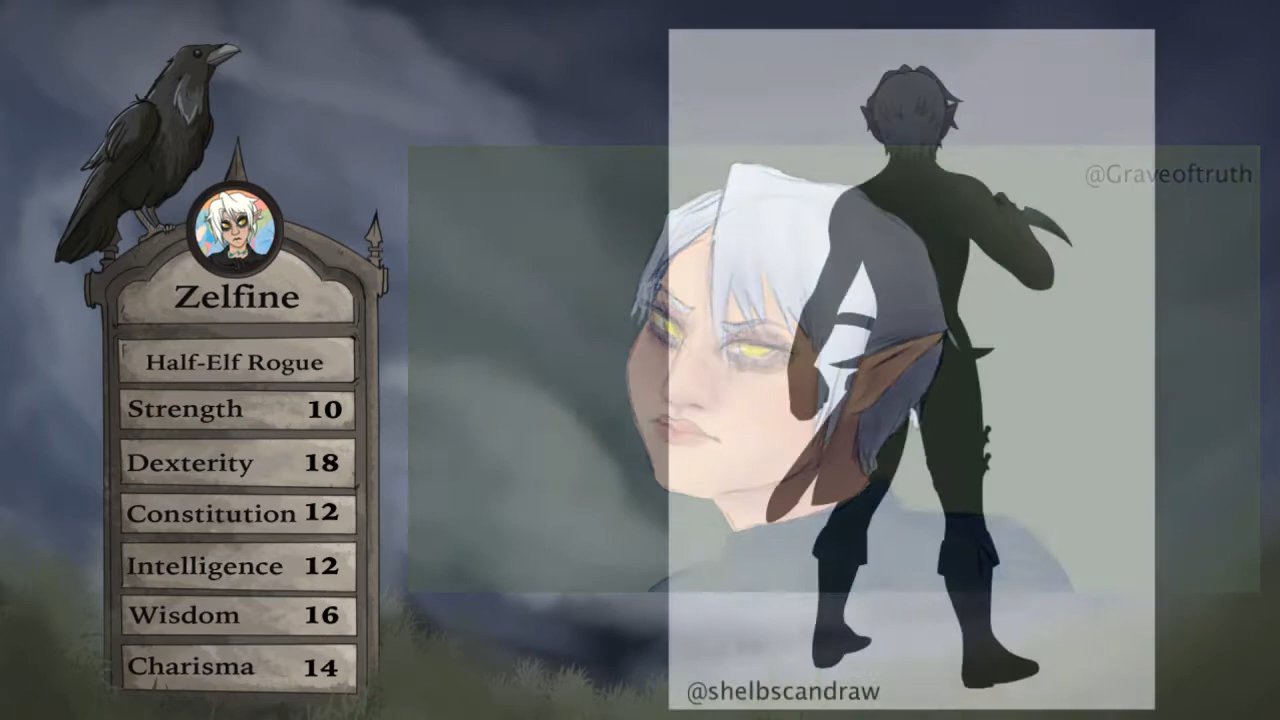 Zelfine
Half-Elf Rogue
Strength 10
Dexterity 18
Constitution 12
Intelligence 12
Wisdom 16
Charisma 14
@Graveoftruth
@shelbscandraw